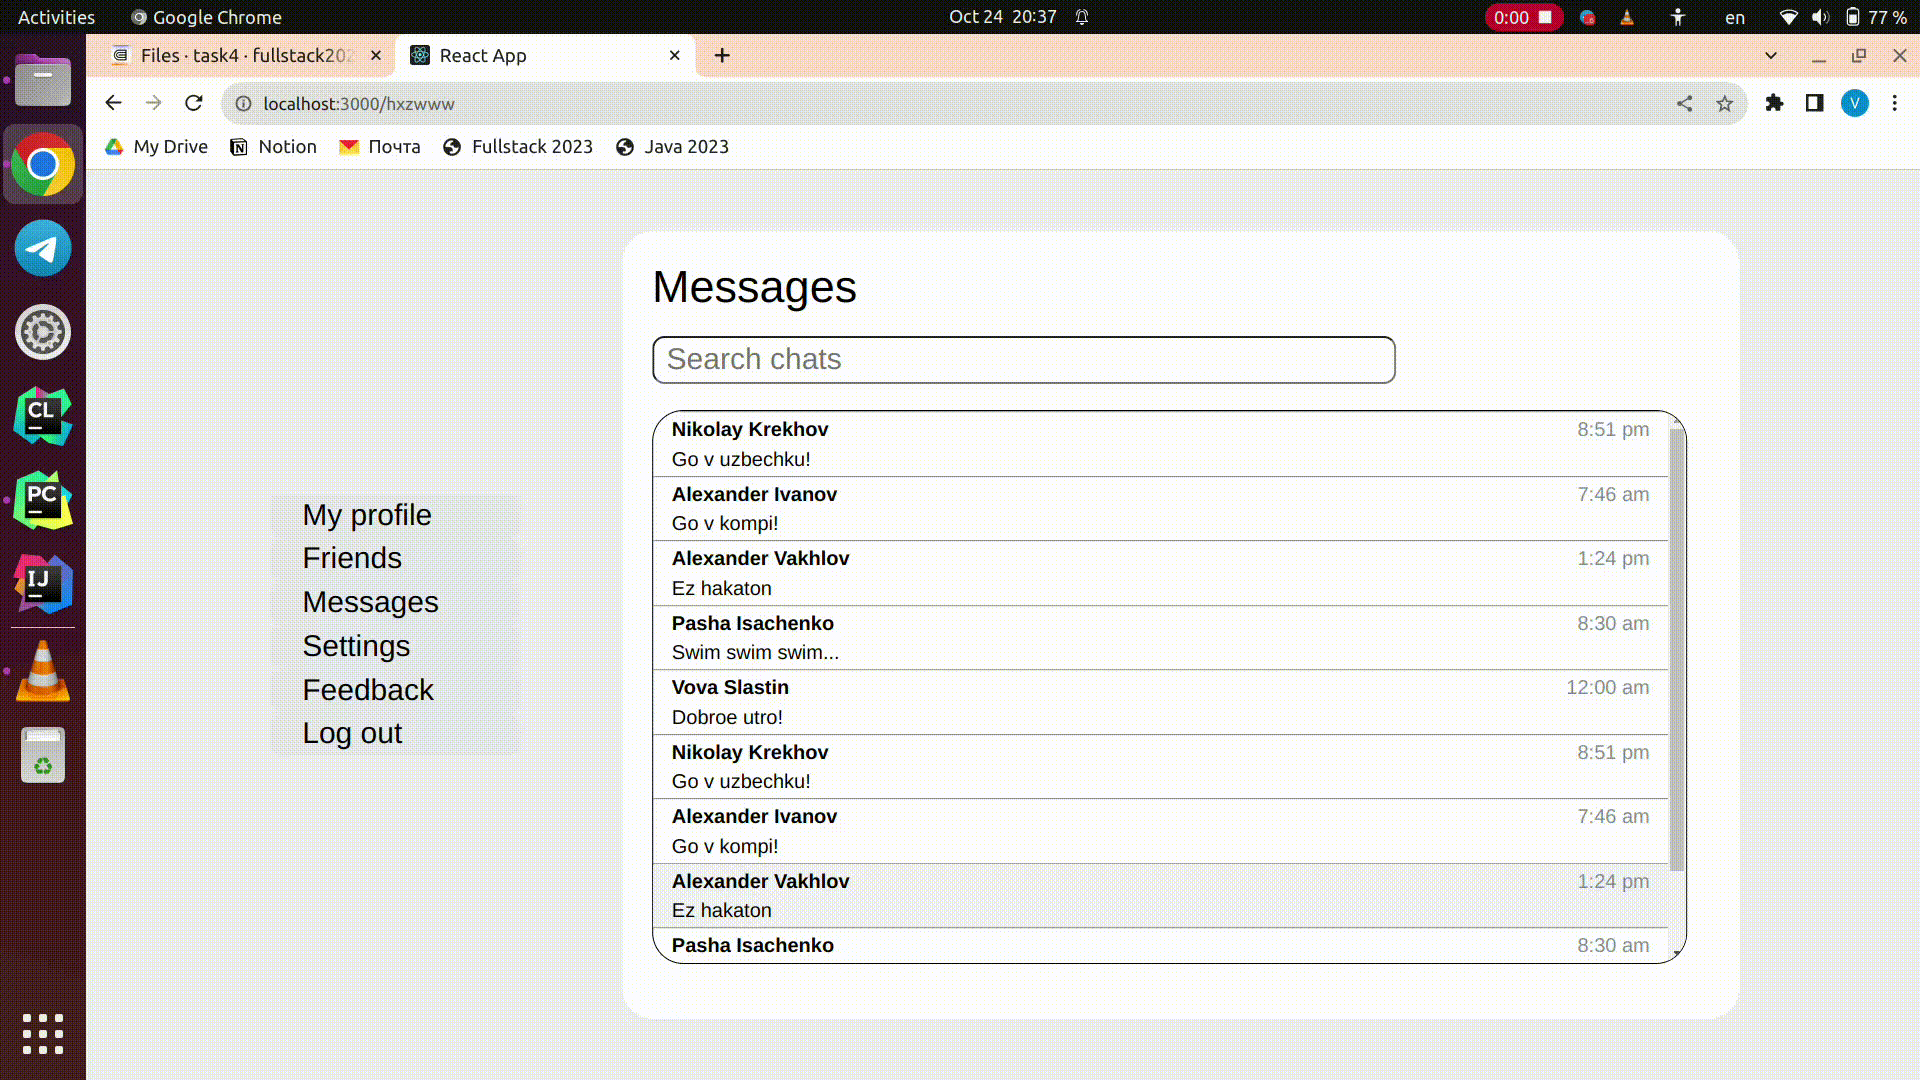 Activities
Google Chrome
Oct 24 20:37
0:00
en
77 %
Files · task4 · fullstack202
React App
localhost:3000/hxzwww
V
My Drive
Notion
Почта
Fullstack 2023
Java 2023
CL
PC
IJ
My profile
Friends
Messages
Settings
Feedback
Log out
Messages
Search chats
Nikolay Krekhov 8:51 pm
Go v uzbechku!
Alexander Ivanov 7:46 am
Go v kompi!
Alexander Vakhlov 1:24 pm
Ez hakaton
Pasha Isachenko 8:30 am
Swim swim swim...
Vova Slastin 12:00 am
Dobroe utro!
Nikolay Krekhov 8:51 pm
Go v uzbechku!
Alexander Ivanov 7:46 am
Go v kompi!
Alexander Vakhlov 1:24 pm
Ez hakaton
Pasha Isachenko 8:30 am